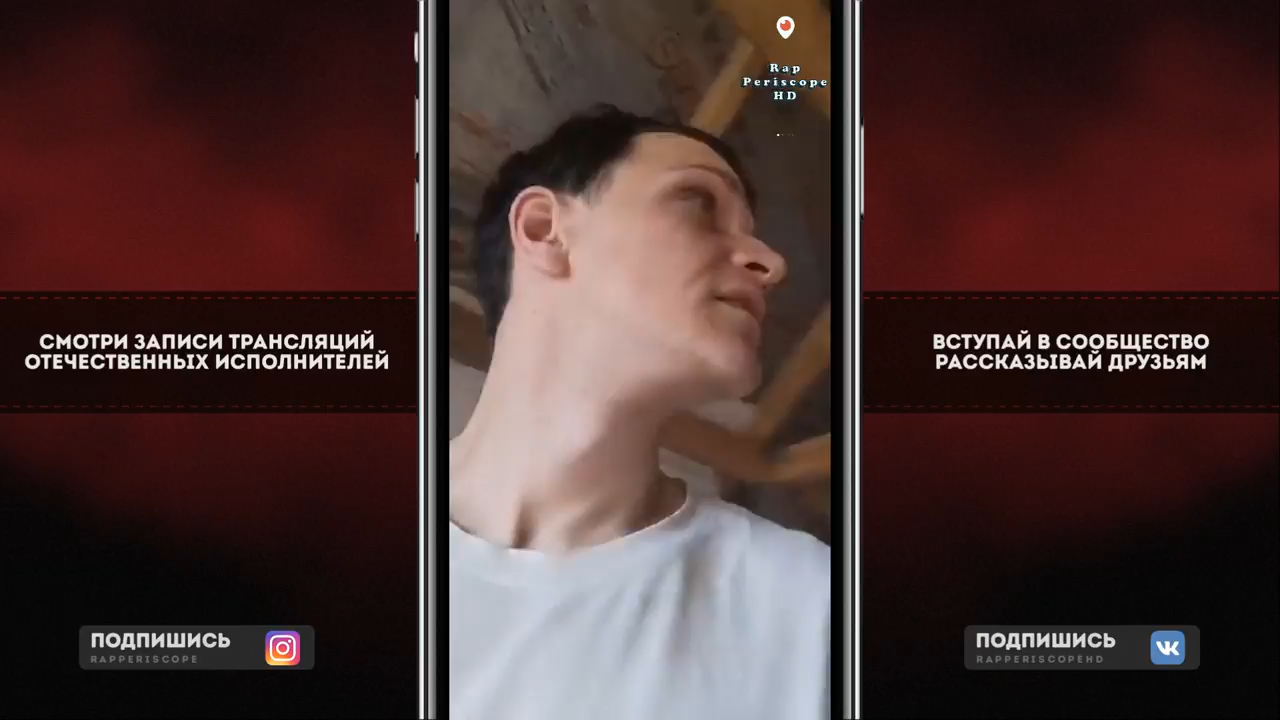 Rap
Periscope
HD
СМОТРИ ЗАПИСИ ТРАНСЛЯЦИЙ
ОТЕЧЕСТВЕННЫХ ИСПОЛНИТЕЛЕЙ
ВСТУПАЙ В СООБЩЕСТВО
РАССКАЗЫВАЙ ДРУЗЬЯМ
ПОДПИШИСЬ
RAPPERISCOPE
ПОДПИШИСЬ
RAPPERISCOPEHD